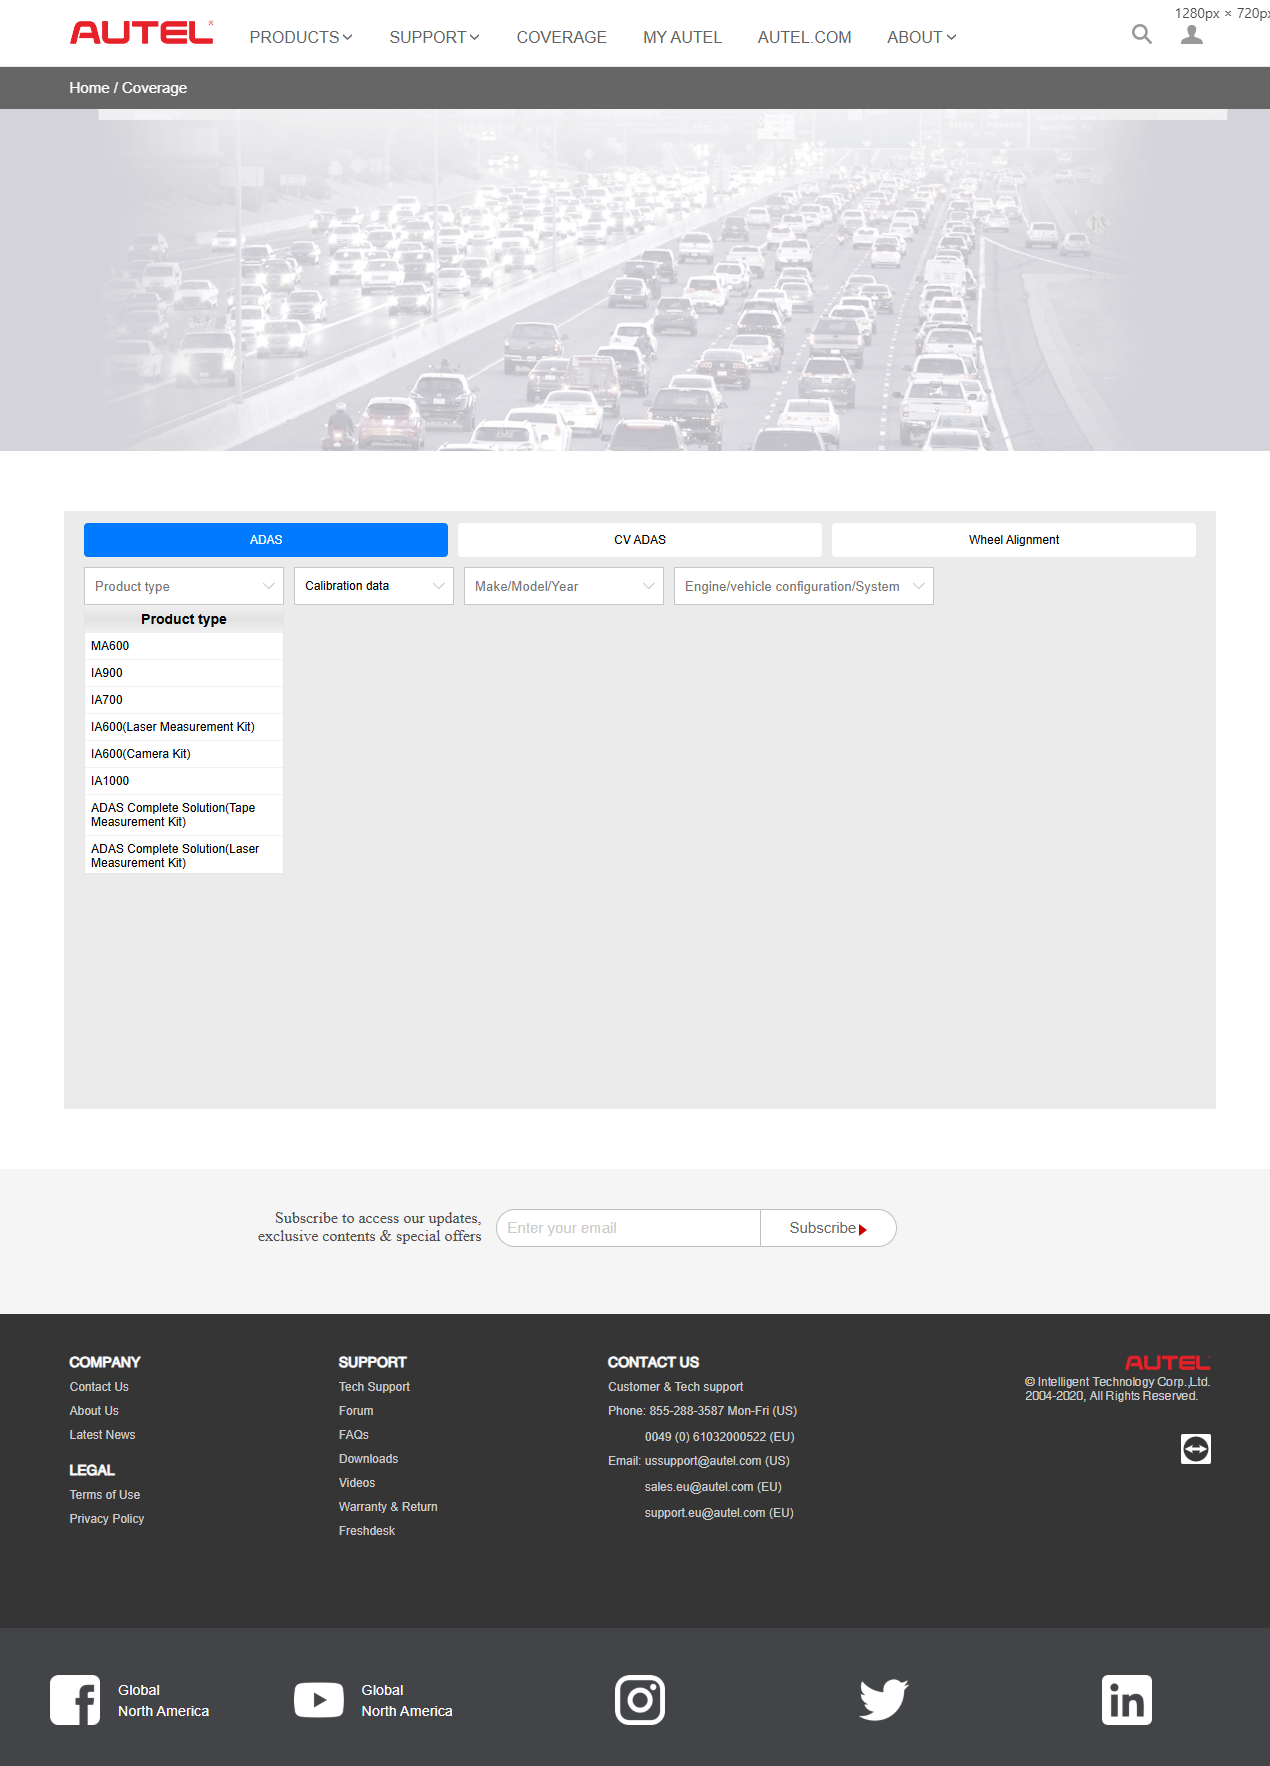 1280px × 720px
AUTEL
PRODUCTS SUPPORT COVERAGE MY AUTEL AUTEL.COM ABOUT
Home / Coverage
ADAS CV ADAS Wheel Alignment
Product type Calibration data Make/Model/Year Engine/vehicle configuration/System
Product type
MA600
IA900
IA700
IA600(Laser Measurement Kit)
IA600(Camera Kit)
IA1000
ADAS Complete Solution(Tape
Measurement Kit)
ADAS Complete Solution(Laser
Measurement Kit)
Subscribe to access our updates,
exclusive contents & special offers
Enter your email Subscribe
COMPANY
Contact Us
About Us
Latest News
LEGAL
Terms of Use
Privacy Policy
SUPPORT
Tech Support
Forum
FAQs
Downloads
Videos
Warranty & Return
Freshdesk
CONTACT US
Customer & Tech support
Phone: 855-288-3587 Mon-Fri (US)
0049 (0) 61032000522 (EU)
Email: ussupport@autel.com (US)
sales.eu@autel.com (EU)
support.eu@autel.com (EU)
AUTEL
© Intelligent Technology Corp.,Ltd.
2004-2020, All Rights Reserved.
Global
North America
Global
North America
in